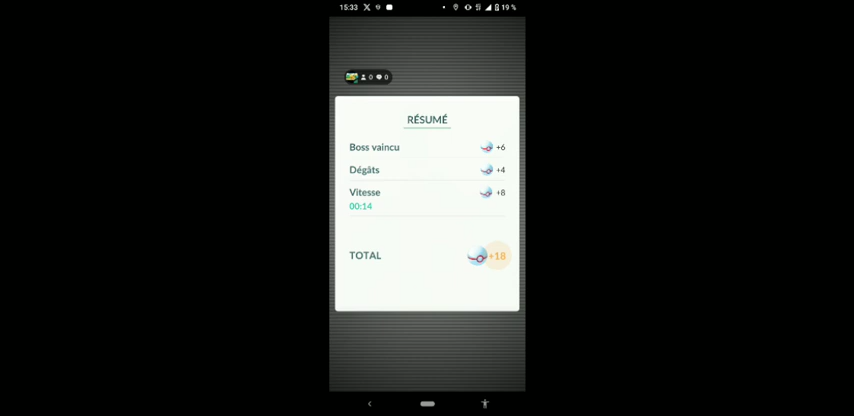 15:33 19 %
0 0
RÉSUMÉ
Boss vaincu +6
Dégâts +4
Vitesse +8
00:14
TOTAL +18